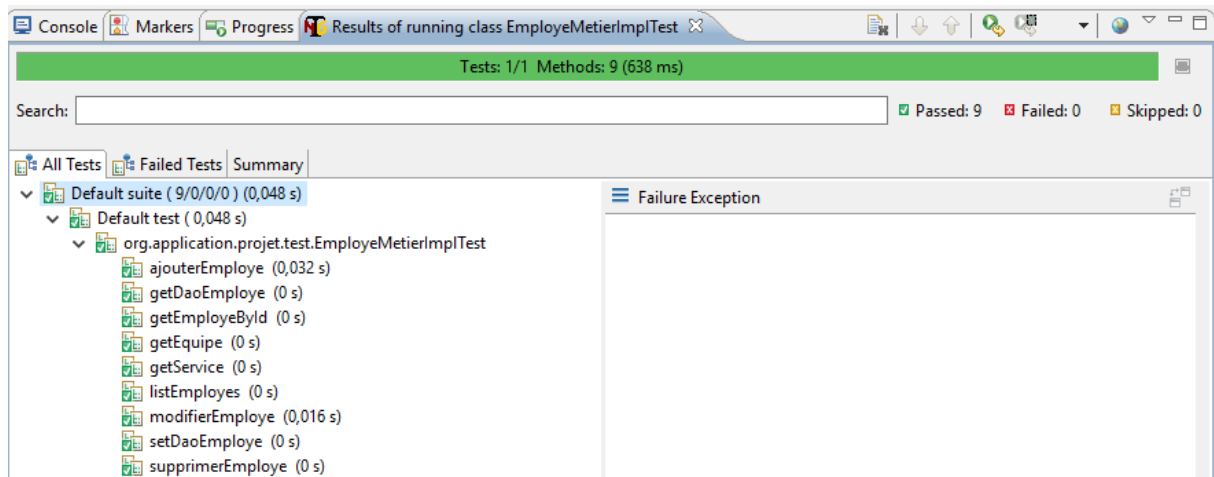 Console Markers Progress Results of running class EmployeMetierImplTest
Tests: 1/1 Methods: 9 (638 ms)
Search: Passed: 9 Failed: 0 Skipped: 0
All Tests Failed Tests Summary
Default suite ( 9/0/0/0 ) (0,048 s)
Failure Exception
Default test ( 0,048 s)
org.application.projet.test.EmployeMetierImplTest
ajouterEmploye (0,032 s)
getDaoEmploye (0 s)
getEmployeById (0 s)
getEquipe (0 s)
getService (0 s)
listEmployes (0 s)
modifierEmploye (0,016 s)
setDaoEmploye (0 s)
supprimerEmploye (0 s)